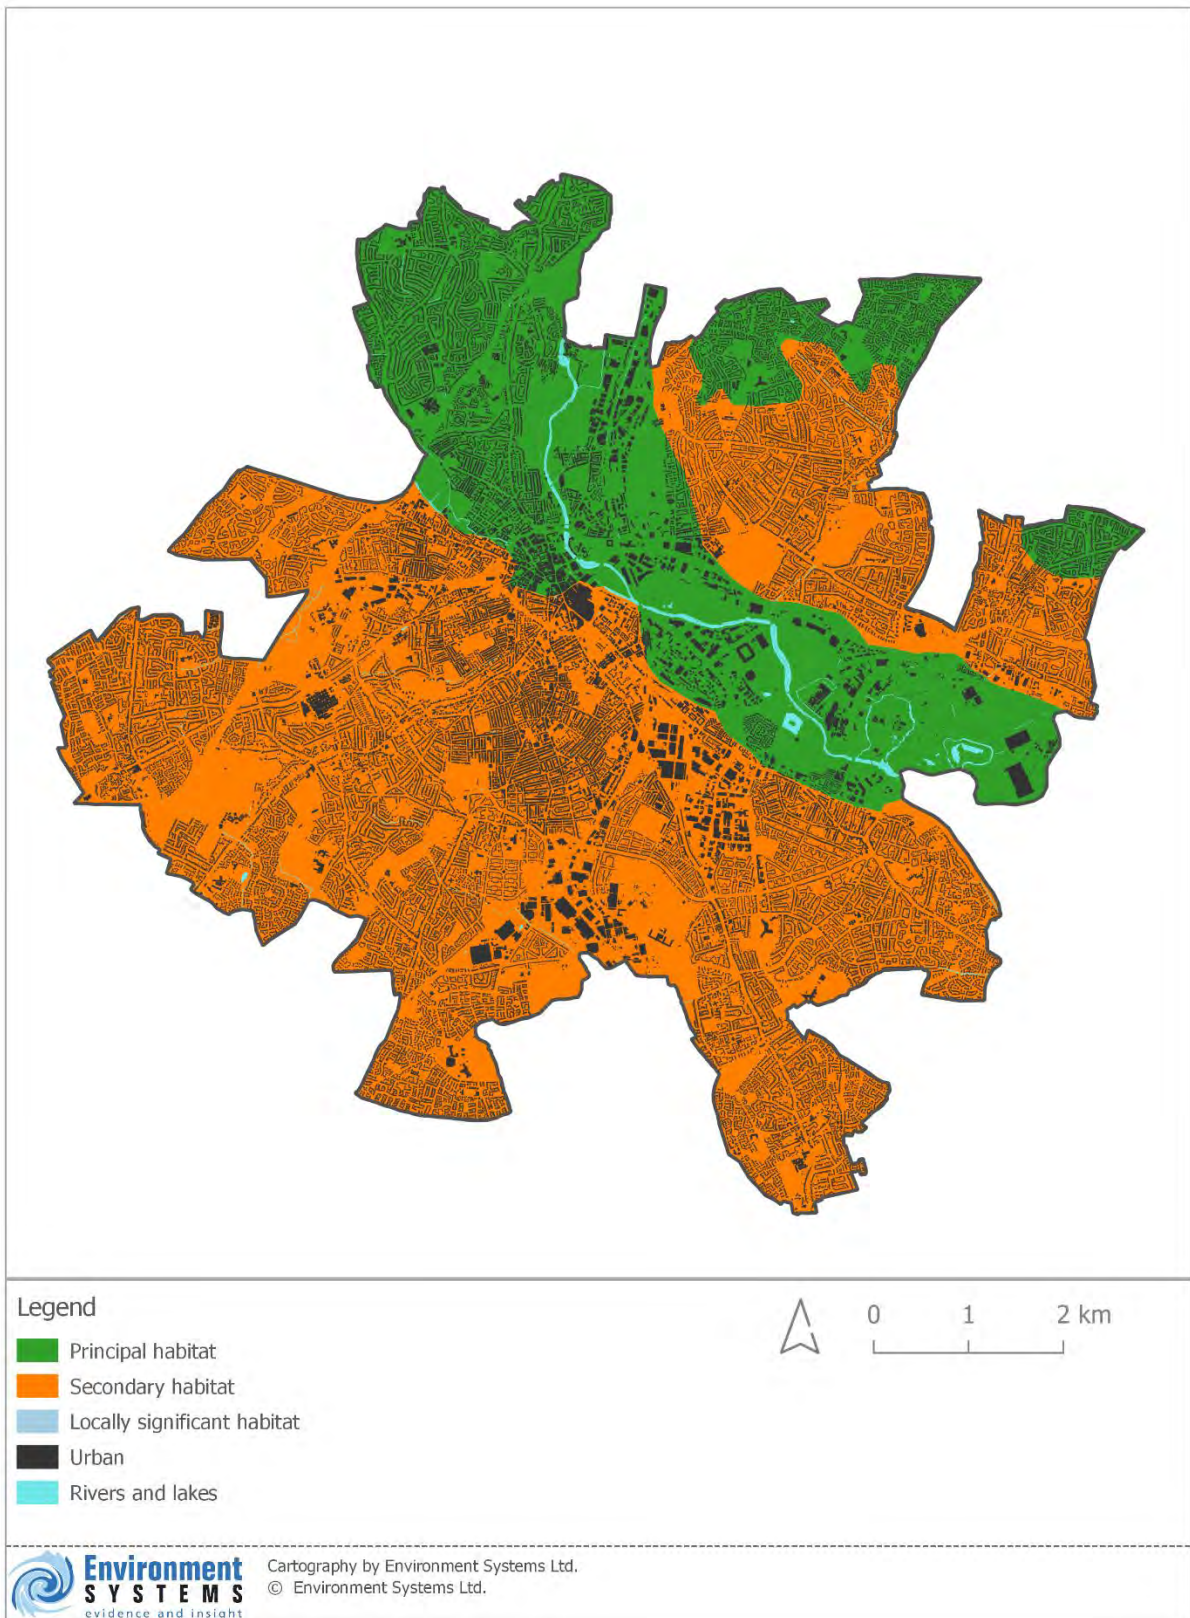 Legend
Principal habitat
Secondary habitat
Locally significant habitat
Urban
Rivers and lakes
0 1 2 km
Environment
SYSTEMS
evidence and insight
Cartography by Environment Systems Ltd.
© Environment Systems Ltd.